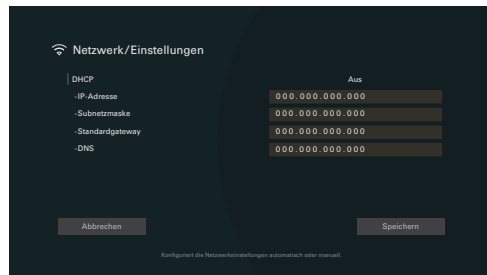 Netzwerk/Einstellungen
DHCP Aus
-IP-Adresse 000.000.000.000
-Subnetzmaske 000.000.000.000
-Standardgateway 000.000.000.000
-DNS 000.000.000.000
Abbrechen Speichern
Konfiguriert die Netzwerkeindellungen automatisch oder manuell.